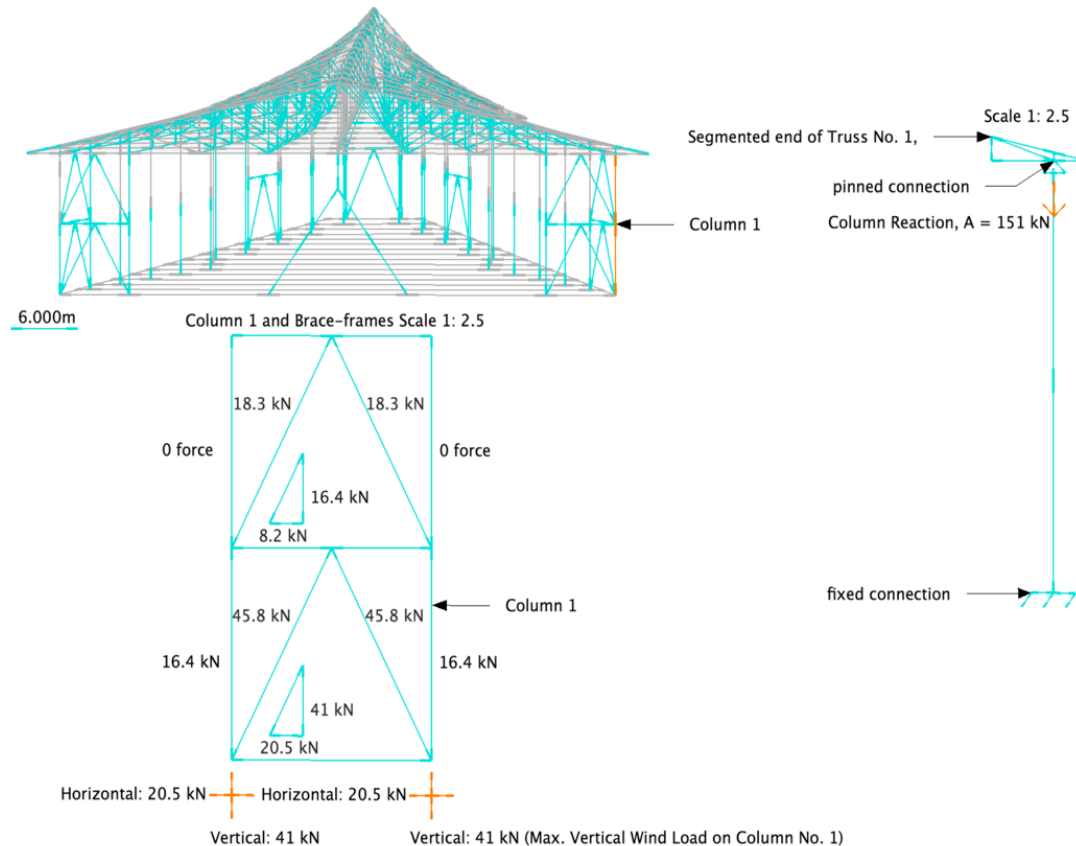 Scale 1: 2.5
Segmented end of Truss No. 1,
pinned connection
Column 1
Column Reaction, A = 151 kN
6.000m
Column 1 and Brace-frames Scale 1: 2.5
18.3 kN
18.3 kN
0 force
0 force
16.4 kN
8.2 kN
fixed connection
Column 1
45.8 kN
45.8 kN
16.4 kN
16.4 kN
41 kN
20.5 kN
Horizontal: 20.5 kN
Horizontal: 20.5 kN
Vertical: 41 kN
Vertical: 41 kN (Max. Vertical Wind Load on Column No. 1)